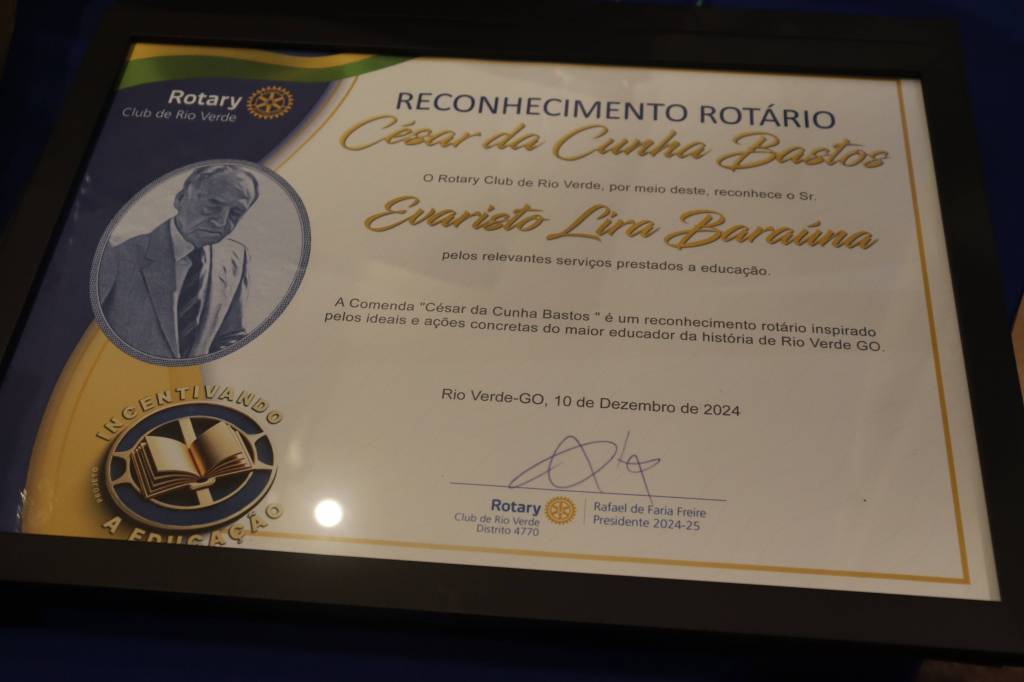 Rotary
Club de Rio Verde
RECONHECIMENTO ROTÁRIO
César da Cunha Bastos
O Rotary Club de Rio Verde, por meio deste, reconhece o Sr.
Evaristo Lira Baraúna
pelos relevantes serviços prestados a educação.
A Comenda "César da Cunha Bastos " é um reconhecimento rotário inspirado
pelos ideais e ações concretas do maior educador da história de Rio Verde GO.
Rio Verde-GO, 10 de Dezembro de 2024
INCENTIVANDO
A EDUCAÇÃO
Rotary
Club de Rio Verde
Distrito 4770
Rafael de Faria Freire
Presidente 2024-25